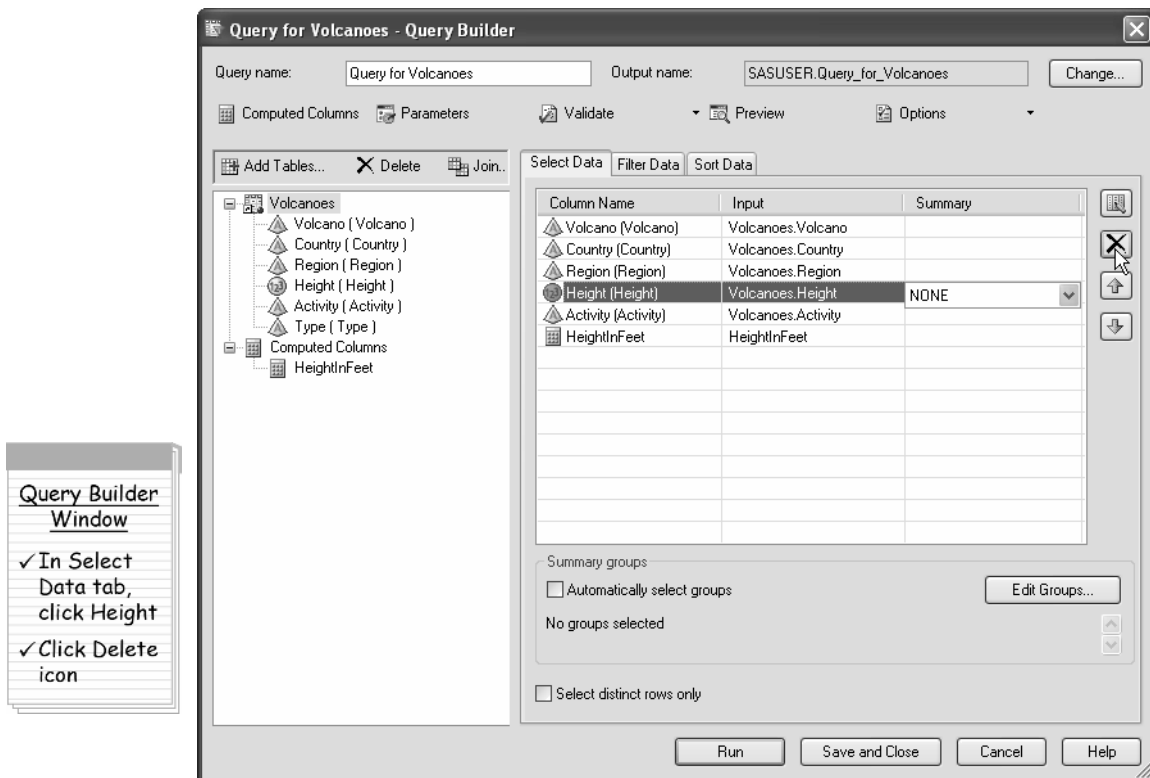 Query for Volcanoes - Query Builder
Query name: Query for Volcanoes Output name: SASUSER.Query_for_Volcanoes Change...
Computed Columns Parameters Validate Preview Options
Add Tables... Delete Join..
Volcanoes
Volcano ( Volcano )
Country ( Country )
Region ( Region )
123 Height ( Height )
Activity ( Activity )
Type ( Type )
Computed Columns
HeightInFeet
Select Data Filter Data Sort Data
Column Name Input Summary
Volcano (Volcano) Volcanoes.Volcano
Country (Country) Volcanoes.Country
Region (Region) Volcanoes.Region
123 Height (Height) Volcanoes.Height NONE
Activity (Activity) Volcanoes.Activity
HeightInFeet HeightInFeet
Summary groups
Automatically select groups Edit Groups...
No groups selected
Select distinct rows only
Run Save and Close Cancel Help
Query Builder
Window
✓ In Select
Data tab,
click Height
✓ Click Delete
icon